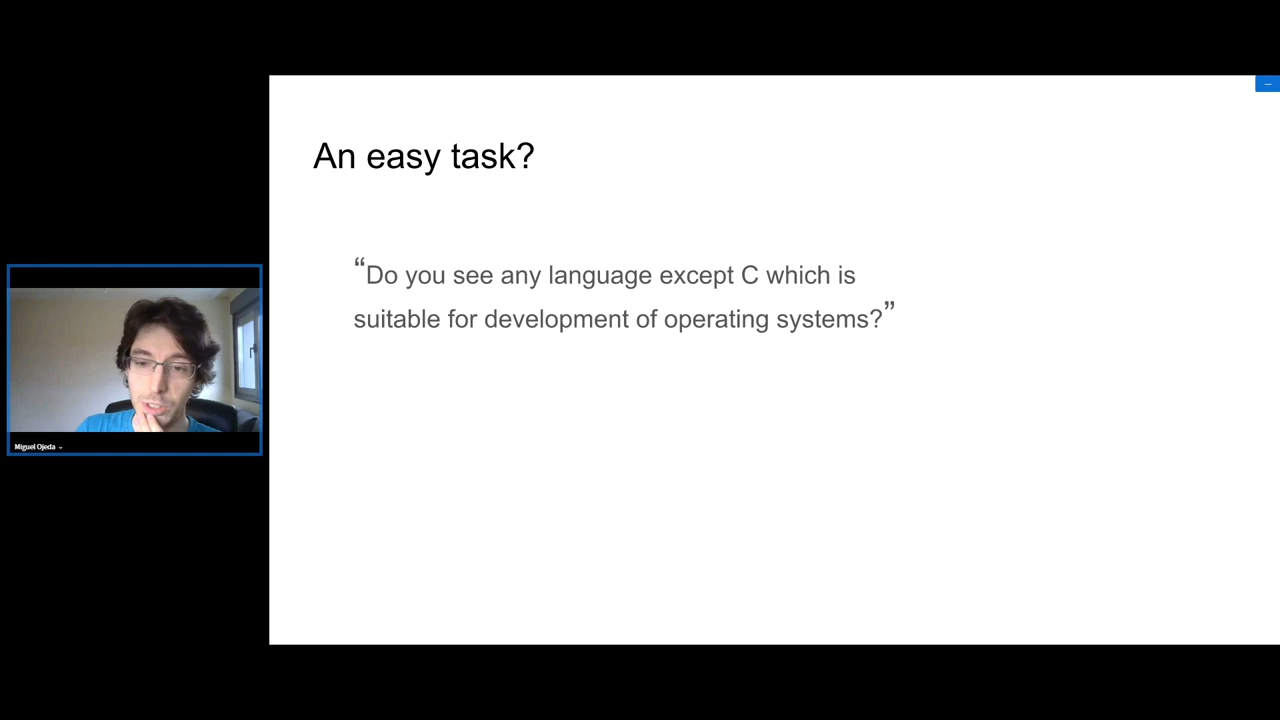 An easy task?
“Do you see any language except C which is
suitable for development of operating systems?”
Miguel Ojeda